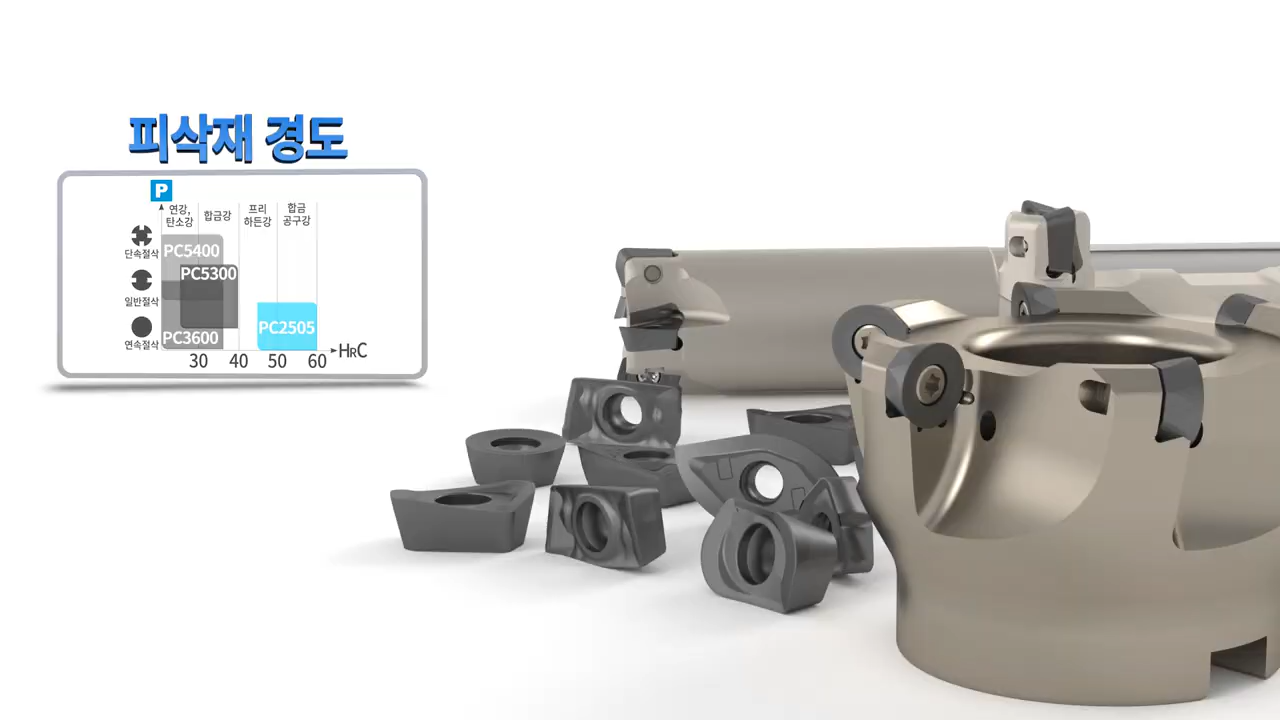 피삭재 경도
P
연강, 탄소강
합금강
프리 하든강
합금 공구강
단속절삭
PC5400
PC5300
일반절삭
PC2505
연속절삭
PC3600
30 40 50 60 HRC